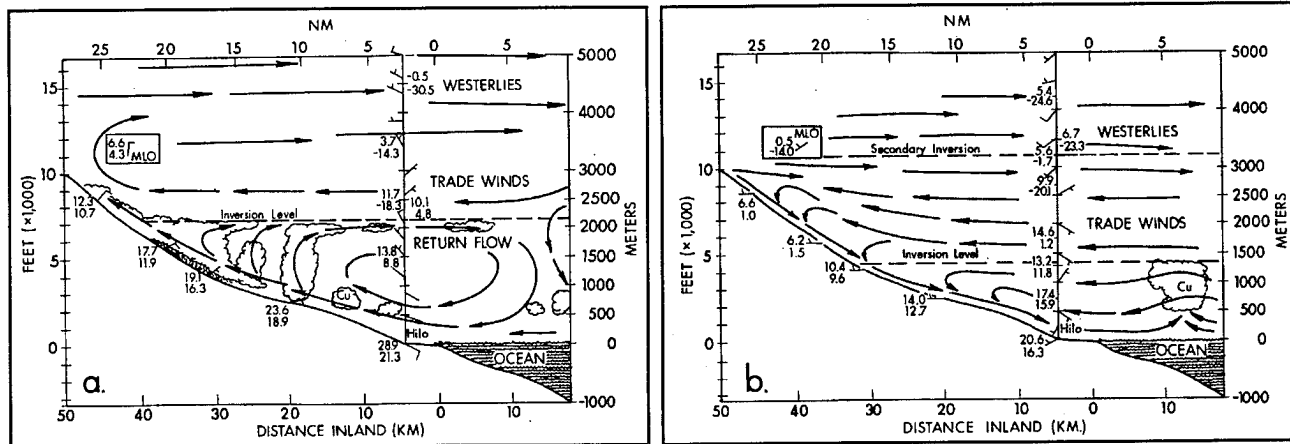 NM
25 20 15 10 5 0 5
15
10
5
0
FEET (×1,000)
5000
4000
3000
2500
2000
1500
1000
500
0
-1000
METERS
-0.5
-30.5
WESTERLIES
6.6
4.3
MLO
3.7
-14.3
TRADE WINDS
11.7
-18.3
10.1
4.8
12.3
10.7
Inversion Level
RETURN FLOW
13.8
8.8
17.7
11.9
19.1
16.3
Cu
23.6
18.9
Hilo
28.9
21.3
OCEAN
a.
50 40 30 20 10 0 10
DISTANCE INLAND (KM)
NM
25 20 15 10 5 0 5
15
10
5
0
FEET (×1,000)
5000
4000
3000
2500
2000
1500
1000
500
0
-1000
METERS
5.4
-24.6
MLO
0.5
-14.0
6.7
-23.3
WESTERLIES
Secondary Inversion
5.6
-1.7
9.9
-20.1
6.6
1.0
TRADE WINDS
14.6
1.2
6.2
1.5
Inversion Level
13.2
11.8
10.4
9.6
Cu
17.4
15.9
14.0
12.7
Hilo
20.6
16.3
OCEAN
b.
50 40 30 20 10 0 10
DISTANCE INLAND (KM.)